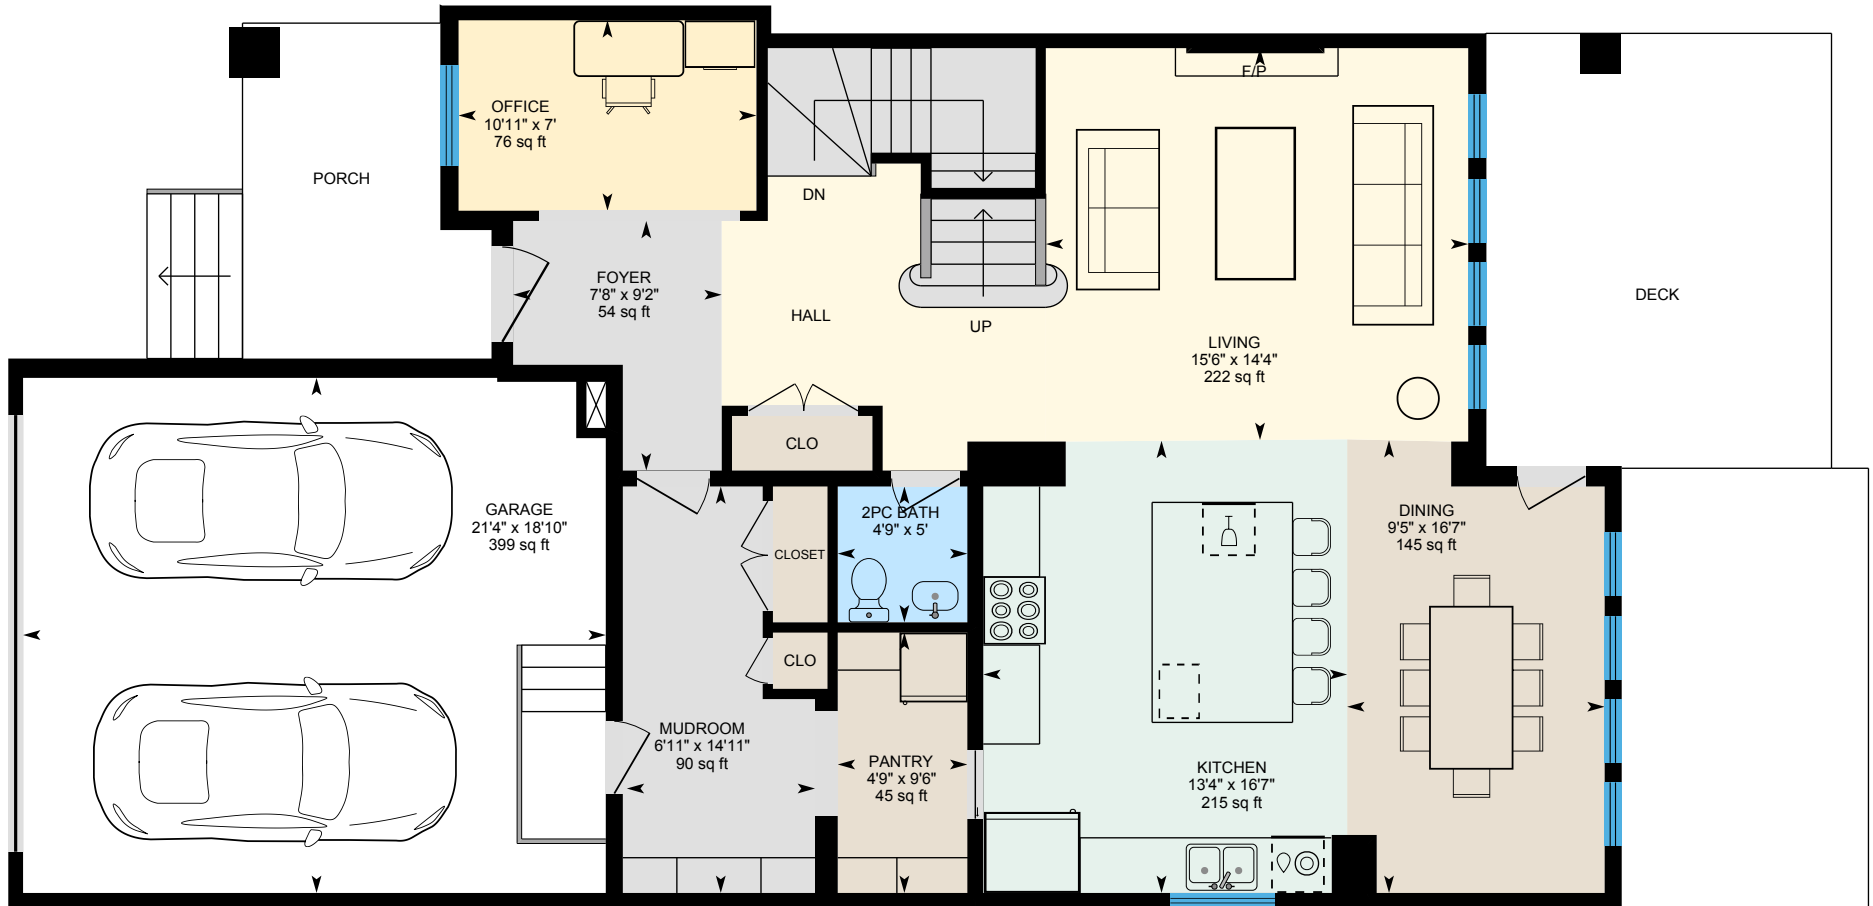 OFFICE
10'11" x 7'
76 sq ft
F/P
PORCH
DN
FOYER
7'8" x 9'2"
54 sq ft
HALL
UP
DECK
LIVING
15'6" x 14'4"
222 sq ft
CLO
GARAGE
21'4" x 18'10"
399 sq ft
2PC BATH
4'9" x 5'
DINING
9'5" x 16'7"
145 sq ft
CLOSET
CLO
MUDROOM
6'11" x 14'11"
90 sq ft
PANTRY
4'9" x 9'6"
45 sq ft
KITCHEN
13'4" x 16'7"
215 sq ft